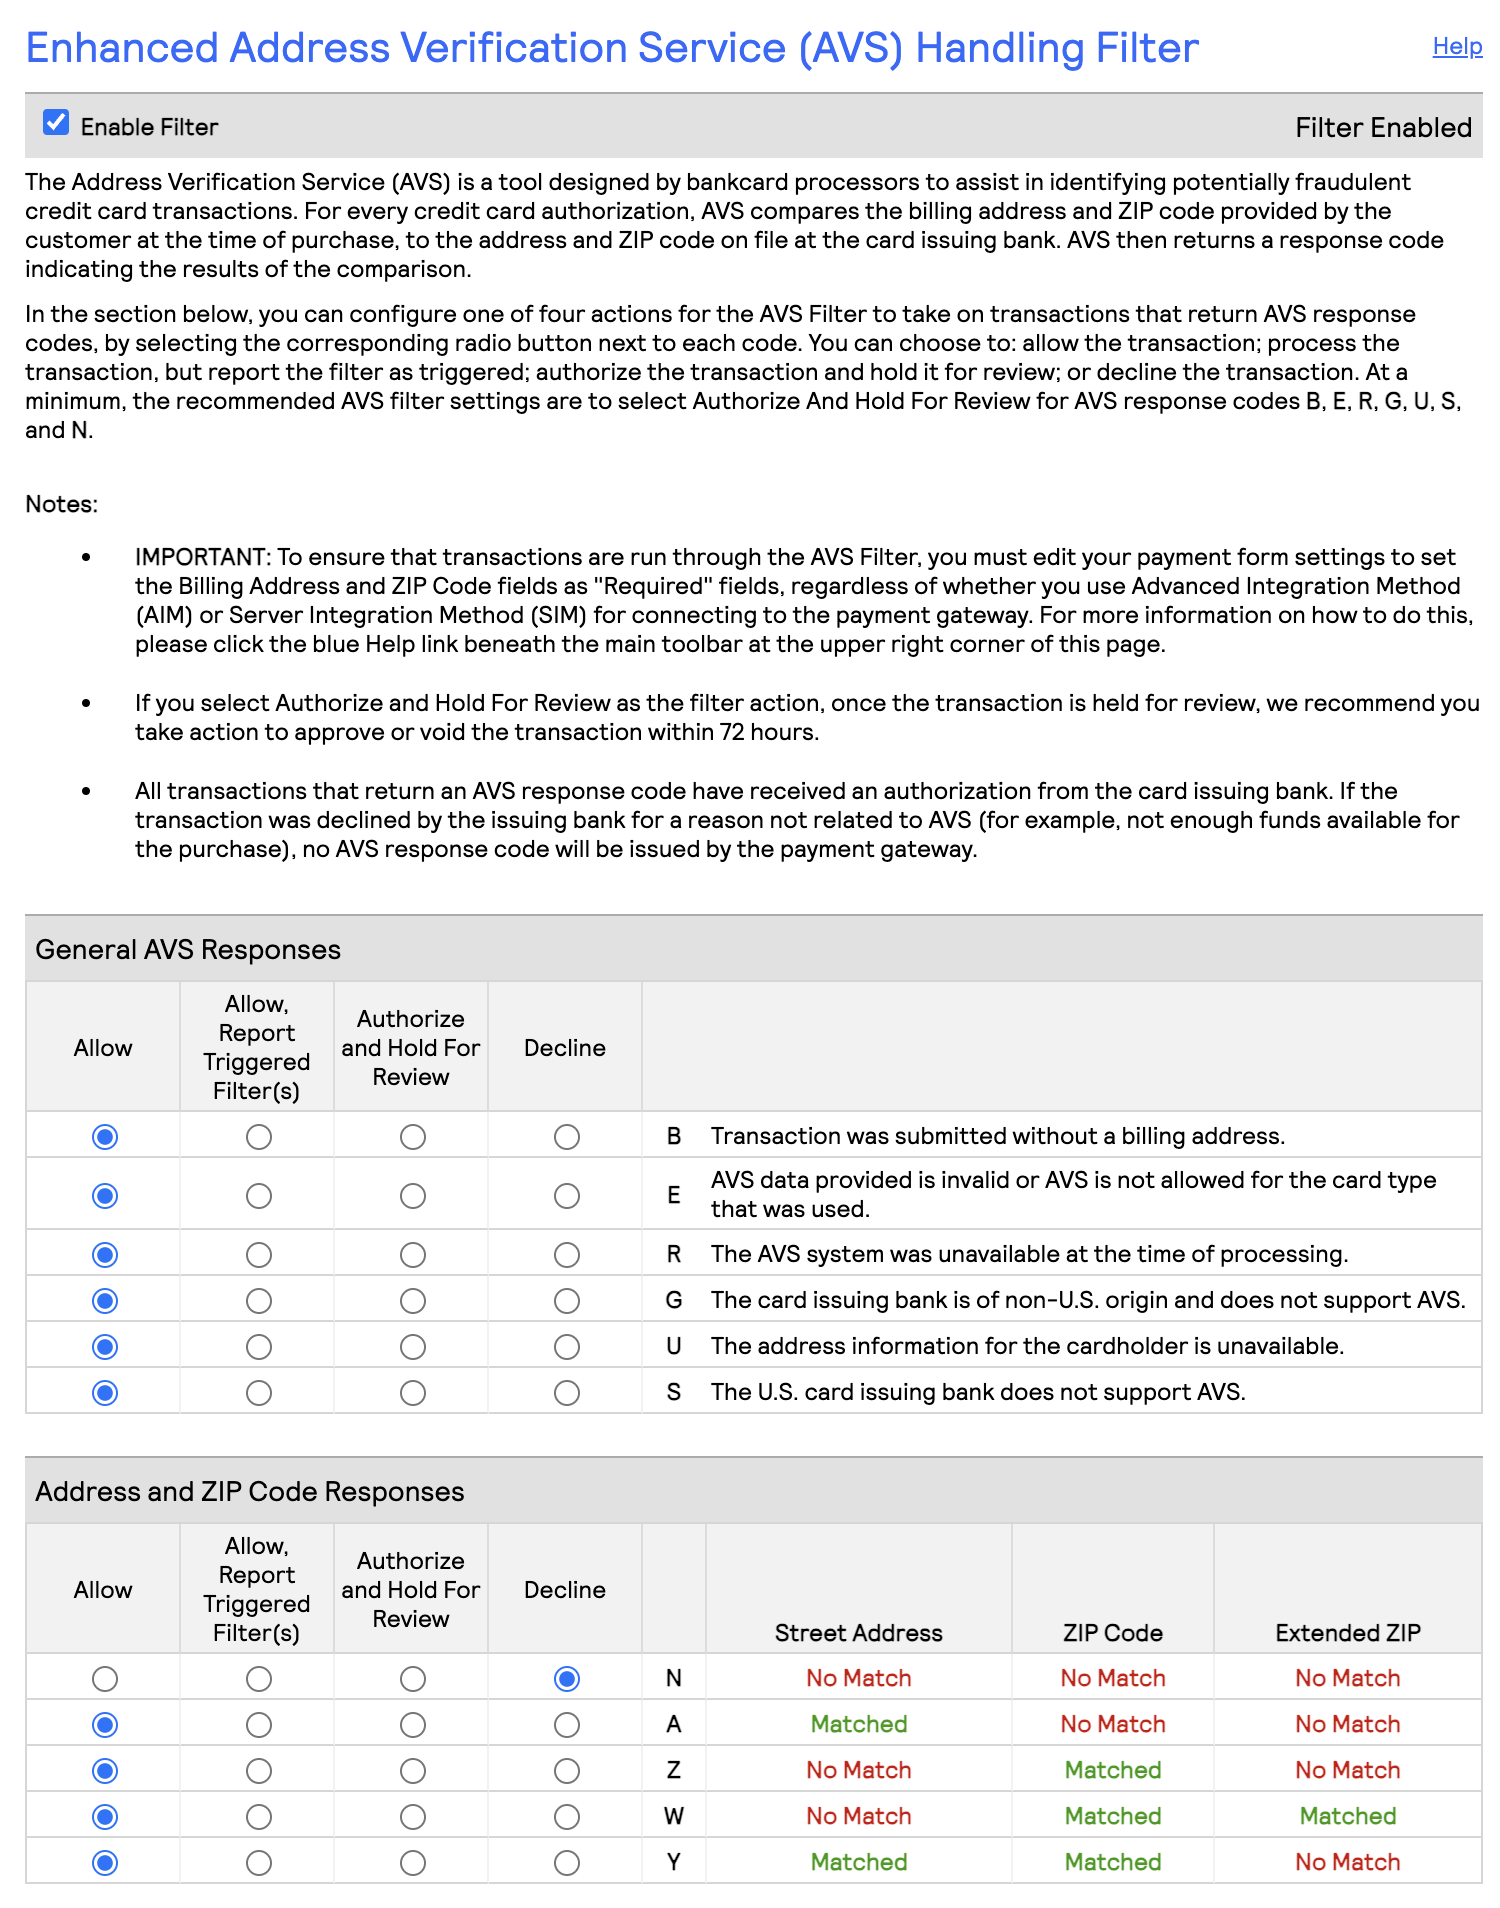 Enhanced Address Verification Service (AVS) Handling Filter
Help
Enable Filter
Filter Enabled
The Address Verification Service (AVS) is a tool designed by bankcard processors to assist in identifying potentially fraudulent
credit card transactions. For every credit card authorization, AVS compares the billing address and ZIP code provided by the
customer at the time of purchase, to the address and ZIP code on file at the card issuing bank. AVS then returns a response code
indicating the results of the comparison.
In the section below, you can configure one of four actions for the AVS Filter to take on transactions that return AVS response
codes, by selecting the corresponding radio button next to each code. You can choose to: allow the transaction; process the
transaction, but report the filter as triggered; authorize the transaction and hold it for review; or decline the transaction. At a
minimum, the recommended AVS filter settings are to select Authorize And Hold For Review for AVS response codes B, E, R, G, U, S,
and N.
Notes:
• IMPORTANT: To ensure that transactions are run through the AVS Filter, you must edit your payment form settings to set
the Billing Address and ZIP Code fields as "Required" fields, regardless of whether you use Advanced Integration Method
(AIM) or Server Integration Method (SIM) for connecting to the payment gateway. For more information on how to do this,
please click the blue Help link beneath the main toolbar at the upper right corner of this page.
• If you select Authorize and Hold For Review as the filter action, once the transaction is held for review, we recommend you
take action to approve or void the transaction within 72 hours.
• All transactions that return an AVS response code have received an authorization from the card issuing bank. If the
transaction was declined by the issuing bank for a reason not related to AVS (for example, not enough funds available for
the purchase), no AVS response code will be issued by the payment gateway.
General AVS Responses
Allow
Allow,
Report
Triggered
Filter(s)
Authorize
and Hold For
Review
Decline
B Transaction was submitted without a billing address.
E AVS data provided is invalid or AVS is not allowed for the card type
that was used.
R The AVS system was unavailable at the time of processing.
G The card issuing bank is of non-U.S. origin and does not support AVS.
U The address information for the cardholder is unavailable.
S The U.S. card issuing bank does not support AVS.
Address and ZIP Code Responses
Allow
Allow,
Report
Triggered
Filter(s)
Authorize
and Hold For
Review
Decline
Street Address ZIP Code Extended ZIP
N No Match No Match No Match
A Matched No Match No Match
Z No Match Matched No Match
W No Match Matched Matched
Y Matched Matched No Match